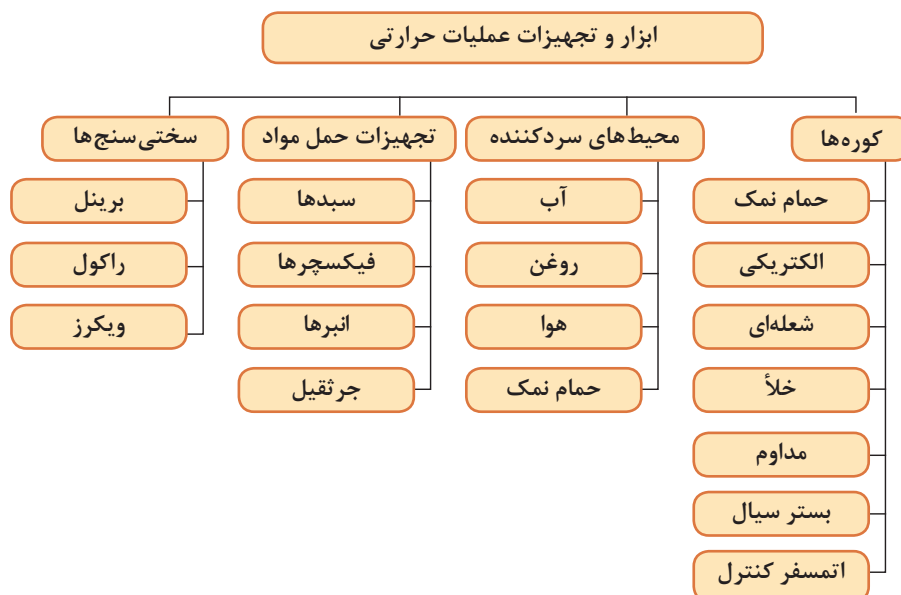 ابزار و تجهیزات عملیات حرارتی
کوره‌ها
حمام نمک
الکتریکی
شعله‌ای
خلأ
مداوم
بستر سیال
اتمسفر کنترل
محیط‌های سردکننده
آب
روغن
هوا
حمام نمک
تجهیزات حمل مواد
سبدها
فیکسچرها
انبرها
جرثقیل
سختی‌سنج‌ها
برینل
راکول
ویکرز